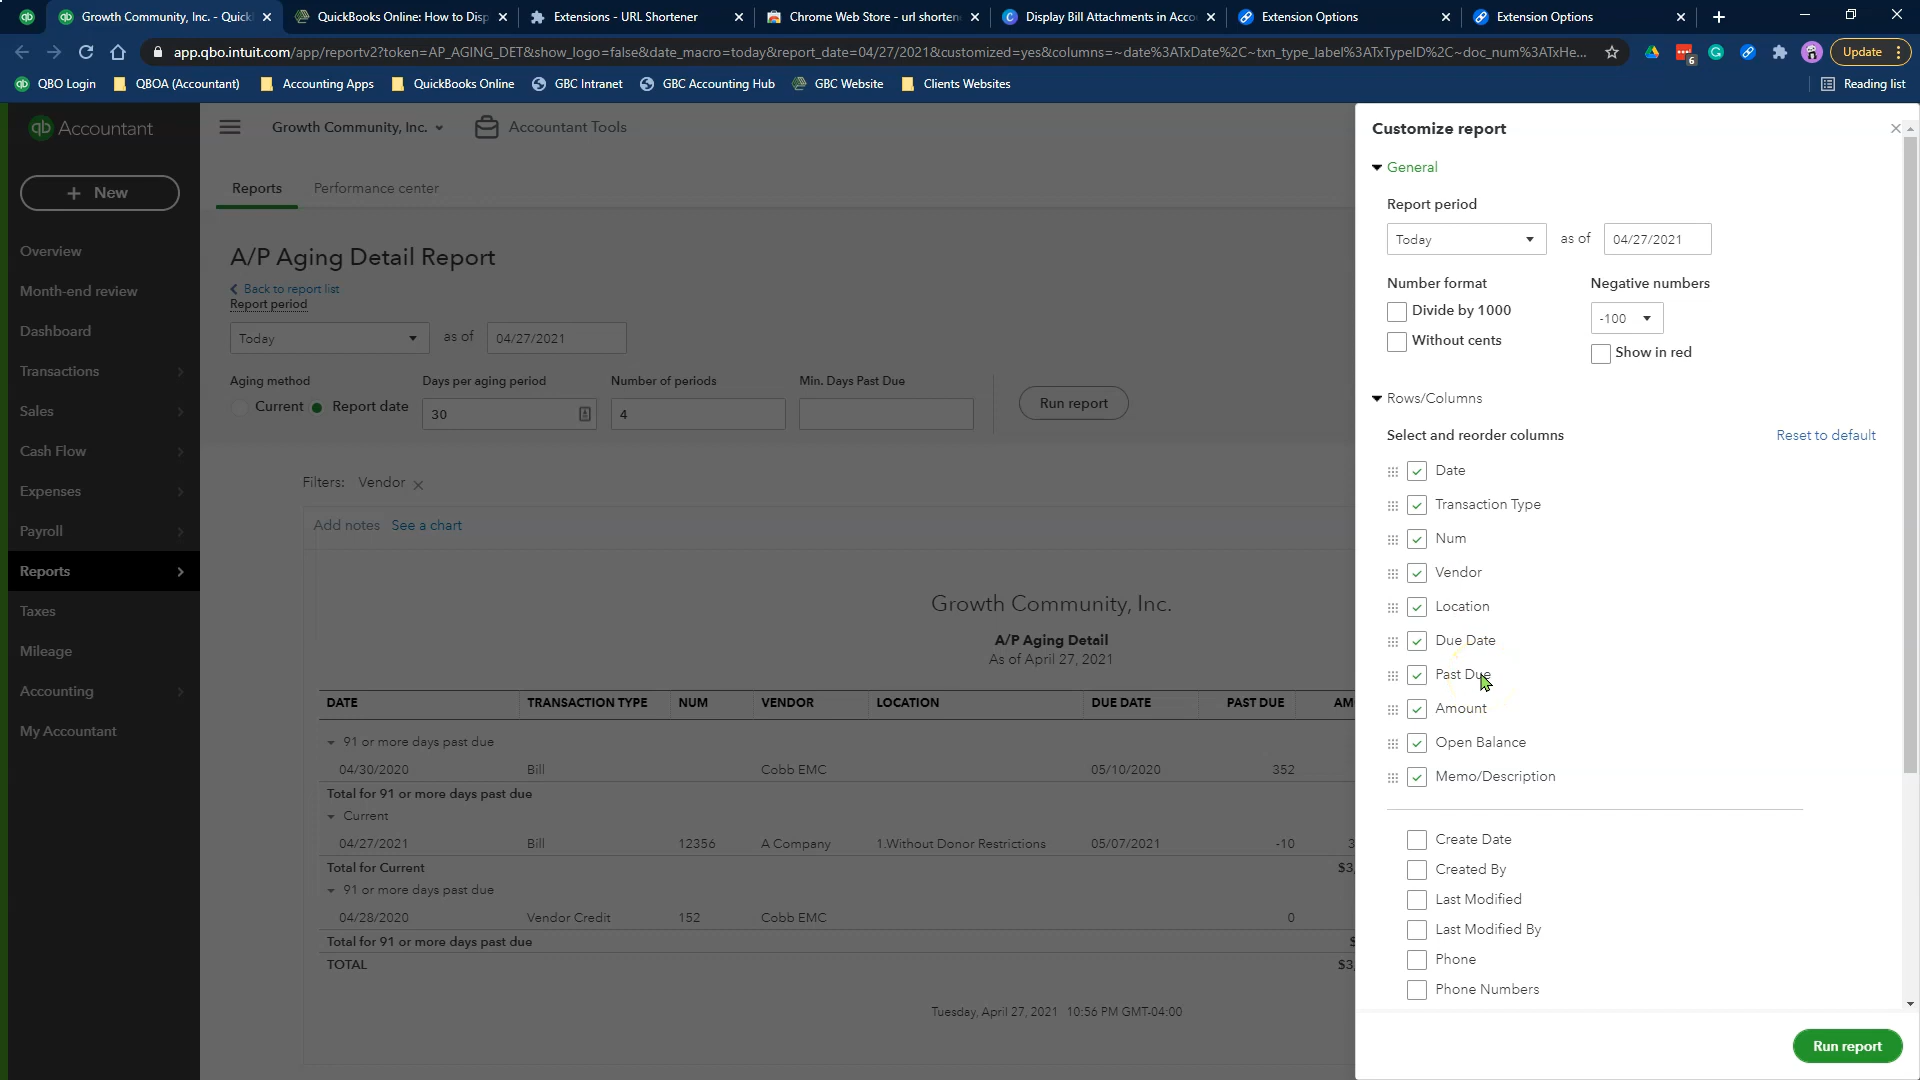 Growth Community, Inc. - Quick
QuickBooks Online: How to Disp
Extensions - URL Shortener
Chrome Web Store - url shorten
Display Bill Attachments in Acco
Extension Options
Extension Options
app.qbo.intuit.com/app/reportv2?token=AP_AGING_DET&show_logo=false&date_macro=today&report_date=04/27/2021&customized=yes&columns=~date%3ATxDate%2C~txn_type_label%3ATxTypeID%2C~doc_num%3ATxHe...
6
Update
QBO Login
QBOA (Accountant)
Accounting Apps
QuickBooks Online
GBC Intranet
GBC Accounting Hub
GBC Website
Clients Websites
Reading list
qb Accountant
Growth Community, Inc.
Accountant Tools
+ New
Overview
Month-end review
Dashboard
Transactions
Sales
Cash Flow
Expenses
Payroll
Reports
Taxes
Mileage
Accounting
My Accountant
Reports
Performance center
A/P Aging Detail Report
Back to report list
Report period
Today
as of
04/27/2021
Aging method
Days per aging period
Number of periods
Min. Days Past Due
Current
Report date
30
4
Run report
Filters: Vendor
Add notes
See a chart
Growth Community, Inc.
A/P Aging Detail
As of April 27, 2021
DATE TRANSACTION TYPE NUM VENDOR LOCATION DUE DATE PAST DUE AM
91 or more days past due
04/30/2020 Bill Cobb EMC 05/10/2020 352
Total for 91 or more days past due
Current
04/27/2021 Bill 12356 A Company 1.Without Donor Restrictions 05/07/2021 -10 3
Total for Current $3,
91 or more days past due
04/28/2020 Vendor Credit 152 Cobb EMC 0
Total for 91 or more days past due $
TOTAL $3,
Tuesday, April 27, 2021 10:56 PM GMT-04:00
Customize report
General
Report period
Today
as of
04/27/2021
Number format
Negative numbers
Divide by 1000
-100
Without cents
Show in red
Rows/Columns
Select and reorder columns
Reset to default
Date
Transaction Type
Num
Vendor
Location
Due Date
Past Due
Amount
Open Balance
Memo/Description
Create Date
Created By
Last Modified
Last Modified By
Phone
Phone Numbers
Run report